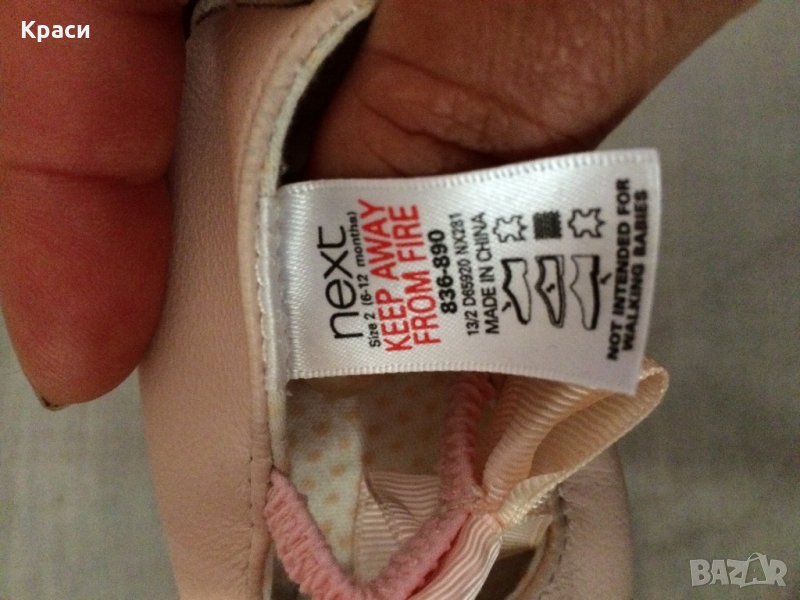 Краси
next
Size 2 (6-12 months)
KEEP AWAY
FROM FIRE
836-890
13/2 D65920 NX281
MADE IN CHINA
NOT INTENDED FOR
WALKING BABIES
BAZAR